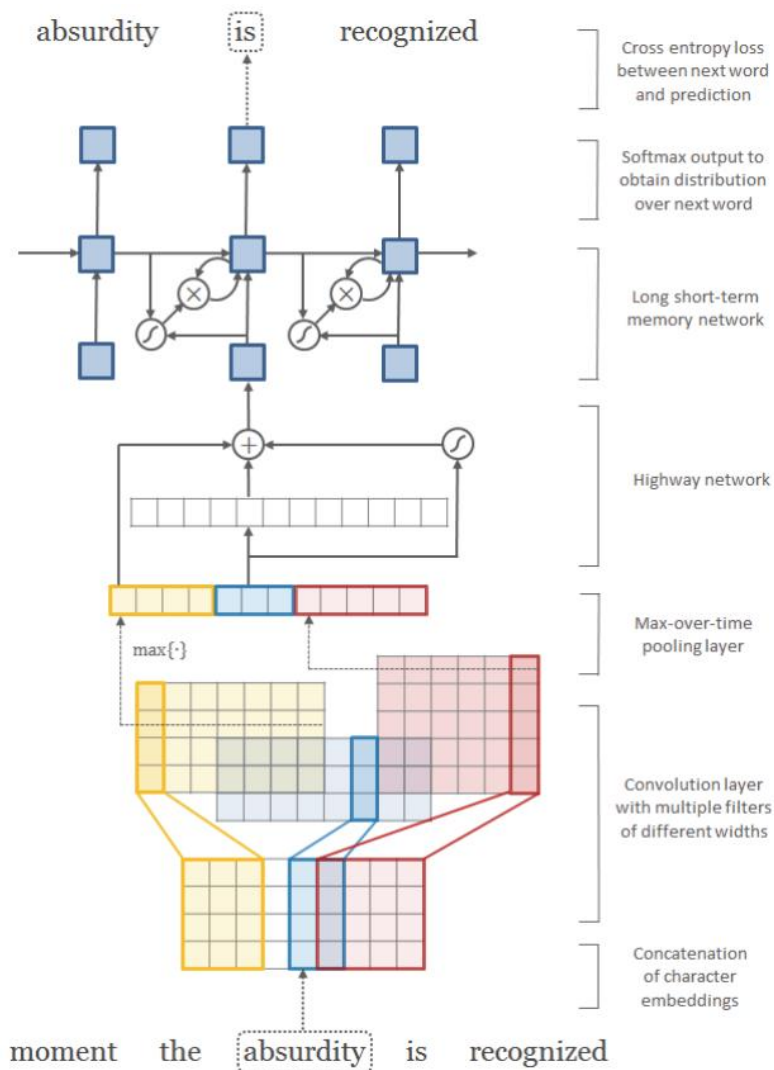 absurdity is recognized
Cross entropy loss
between next word
and prediction
Softmax output to
obtain distribution
over next word
Long short-term
memory network
Highway network
Max-over-time
pooling layer
max{·}
Convolution layer
with multiple filters
of different widths
Concatenation
of character
embeddings
moment the absurdity is recognized